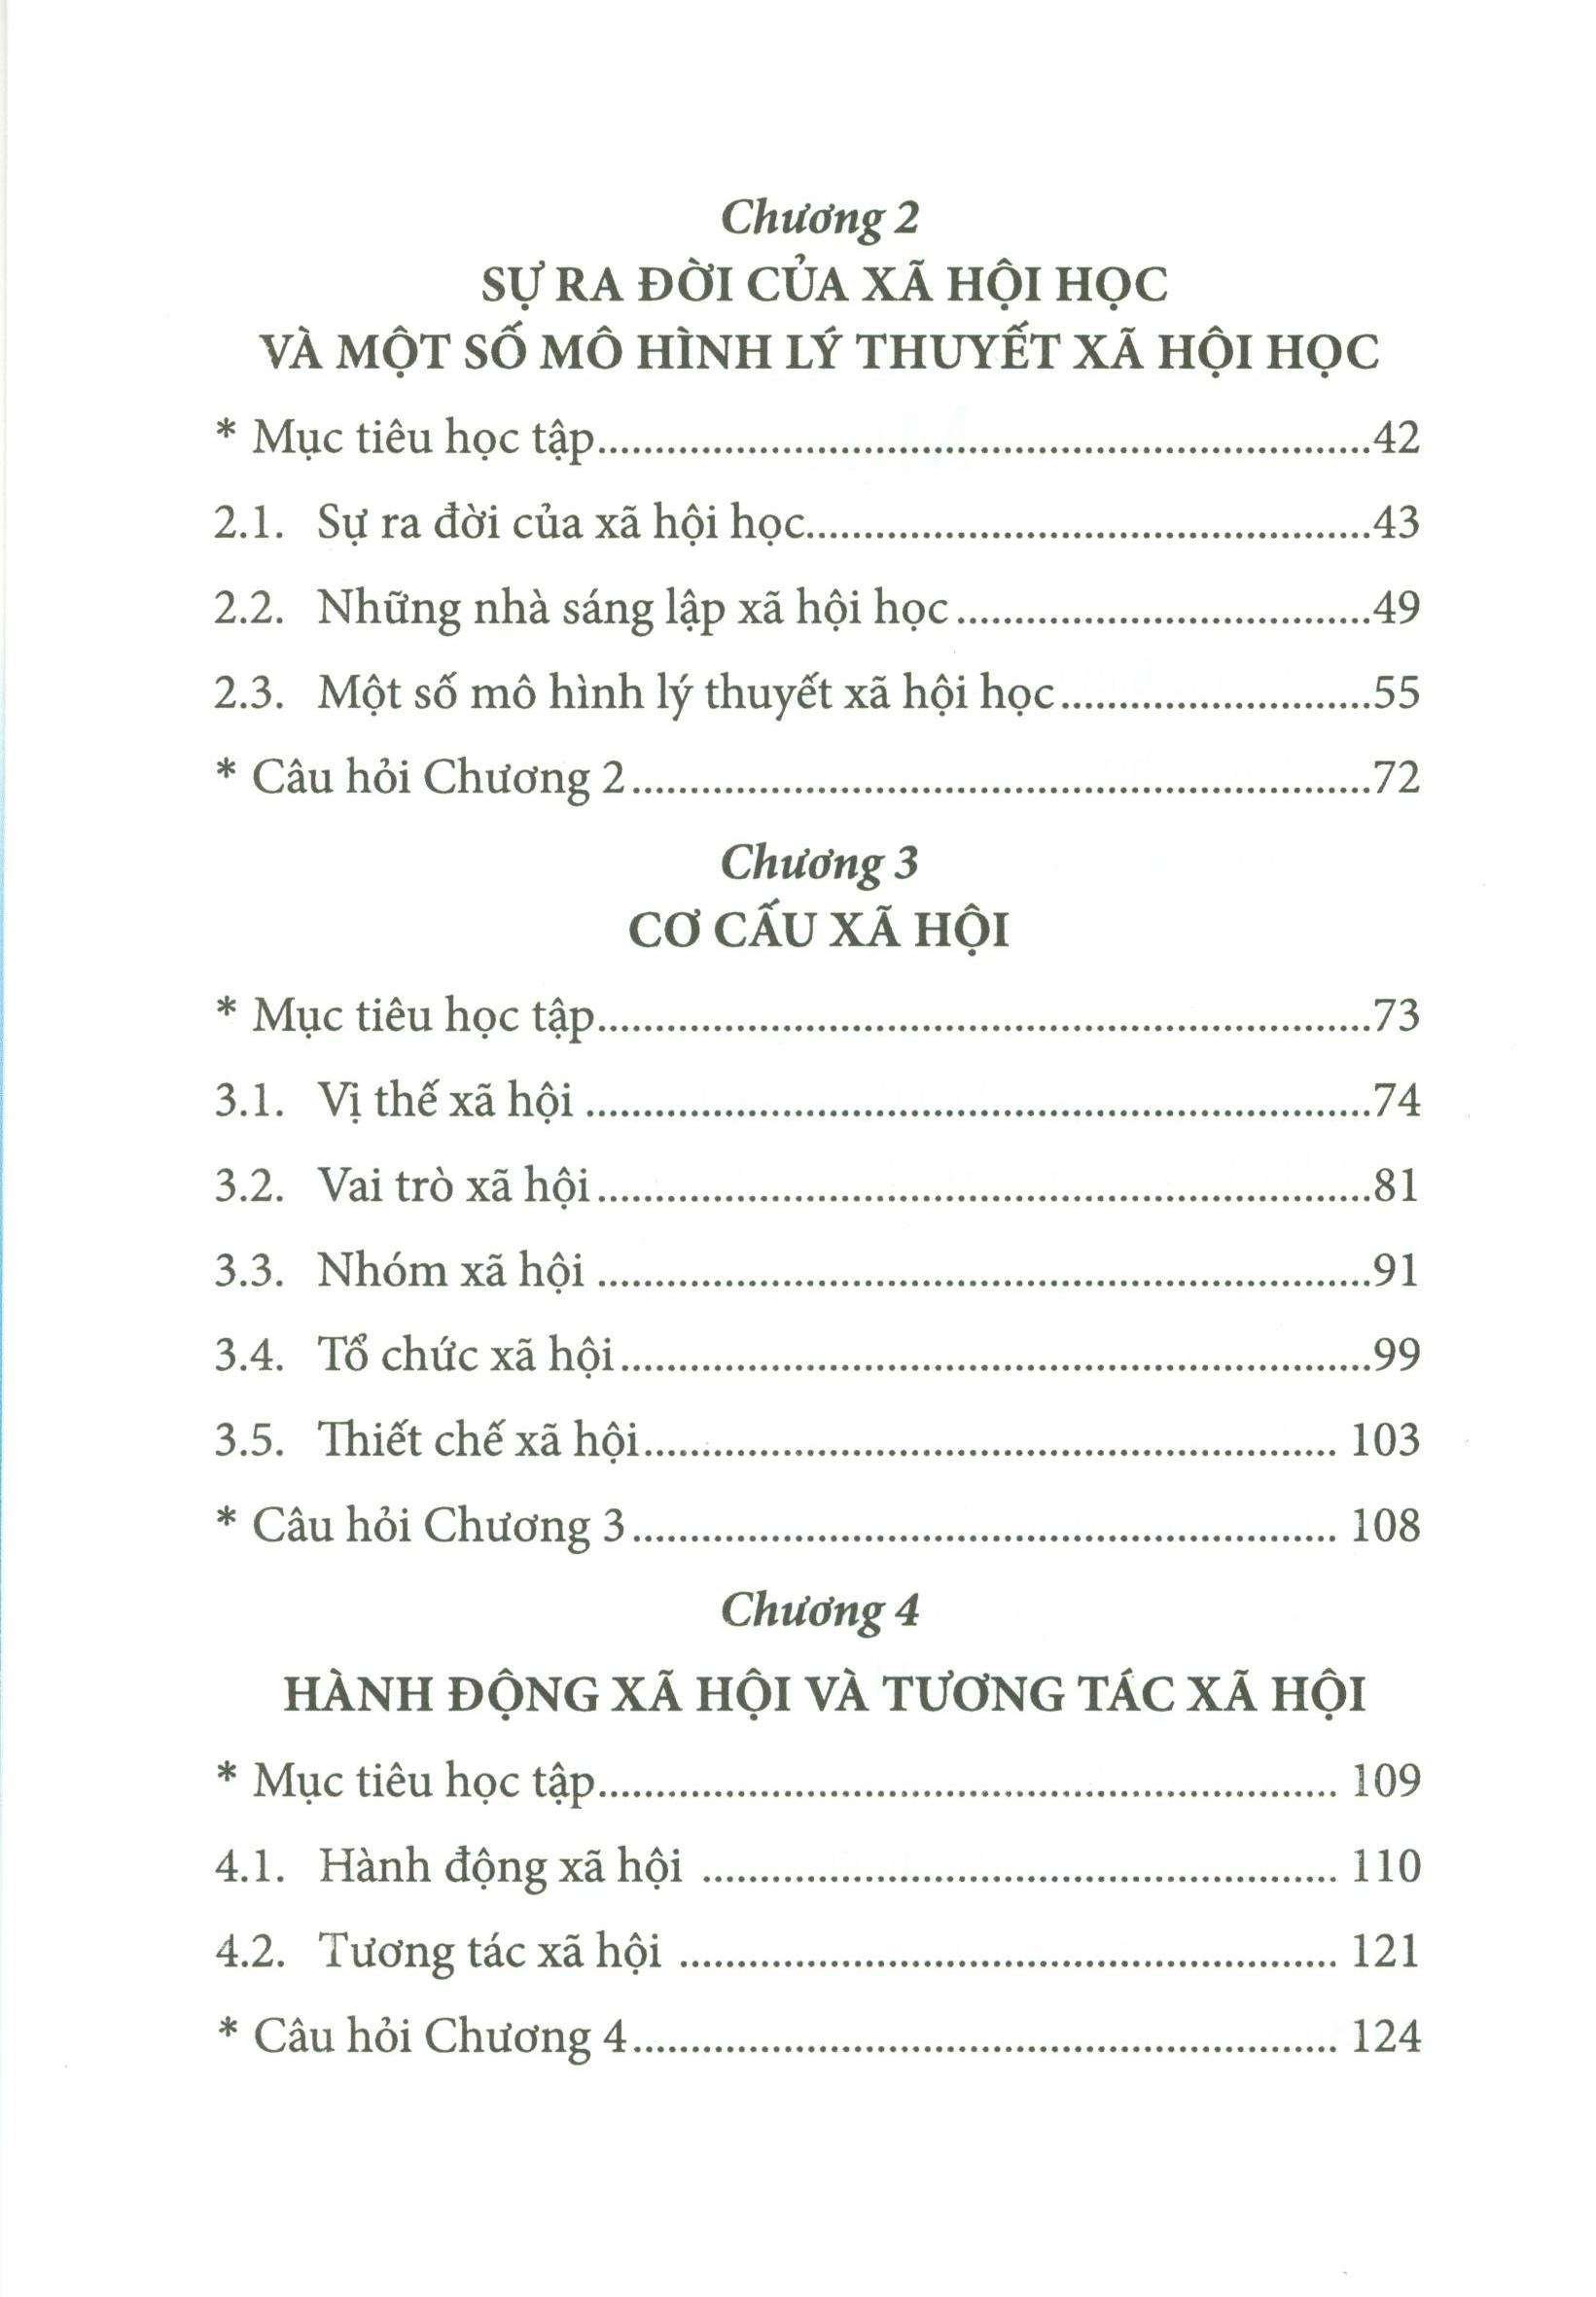 Chương 2
SỰ RA ĐỜI CỦA XÃ HỘI HỌC
VÀ MỘT SỐ MÔ HÌNH LÝ THUYẾT XÃ HỘI HỌC
* Mục tiêu học tập..................................................................42
2.1. Sự ra đời của xã hội học................................................43
2.2. Những nhà sáng lập xã hội học...................................49
2.3. Một số mô hình lý thuyết xã hội học..........................55
* Câu hỏi Chương 2...............................................................72
Chương 3
CƠ CẤU XÃ HỘI
* Mục tiêu học tập..................................................................73
3.1. Vị thế xã hội ...................................................................74
3.2. Vai trò xã hội..................................................................81
3.3. Nhóm xã hội ..................................................................91
3.4. Tổ chức xã hội................................................................99
3.5. Thiết chế xã hội........................................................... 103
* Câu hỏi Chương 3............................................................ 108
Chương 4
HÀNH ĐỘNG XÃ HỘI VÀ TƯƠNG TÁC XÃ HỘI
* Mục tiêu học tập............................................................... 109
4.1. Hành động xã hội ...................................................... 110
4.2. Tương tác xã hội ........................................................ 121
* Câu hỏi Chương 4............................................................ 124